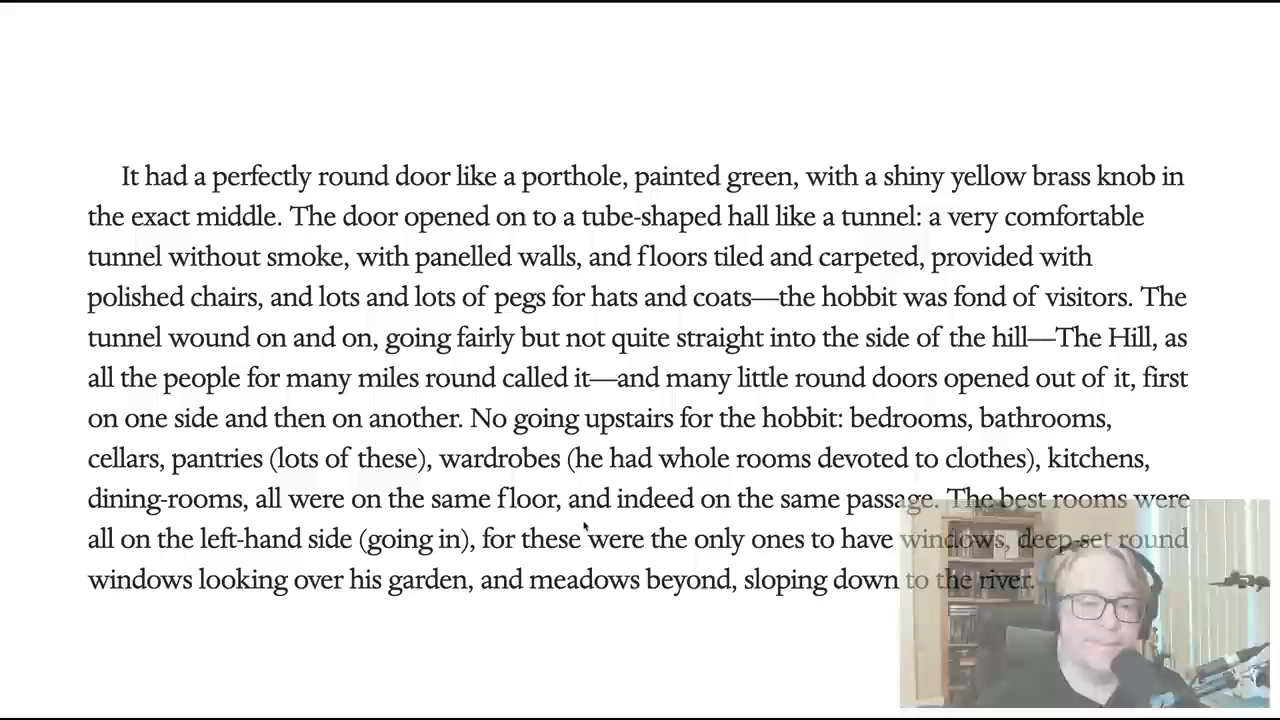 It had a perfectly round door like a porthole, painted green, with a shiny yellow brass knob in
the exact middle. The door opened on to a tube-shaped hall like a tunnel: a very comfortable
tunnel without smoke, with panelled walls, and floors tiled and carpeted, provided with
polished chairs, and lots and lots of pegs for hats and coats—the hobbit was fond of visitors. The
tunnel wound on and on, going fairly but not quite straight into the side of the hill—The Hill, as
all the people for many miles round called it—and many little round doors opened out of it, first
on one side and then on another. No going upstairs for the hobbit: bedrooms, bathrooms,
cellars, pantries (lots of these), wardrobes (he had whole rooms devoted to clothes), kitchens,
dining-rooms, all were on the same floor, and indeed on the same passage. The best rooms were
all on the left-hand side (going in), for these were the only ones to have windows, deep-set round
windows looking over his garden, and meadows beyond, sloping down to the river.